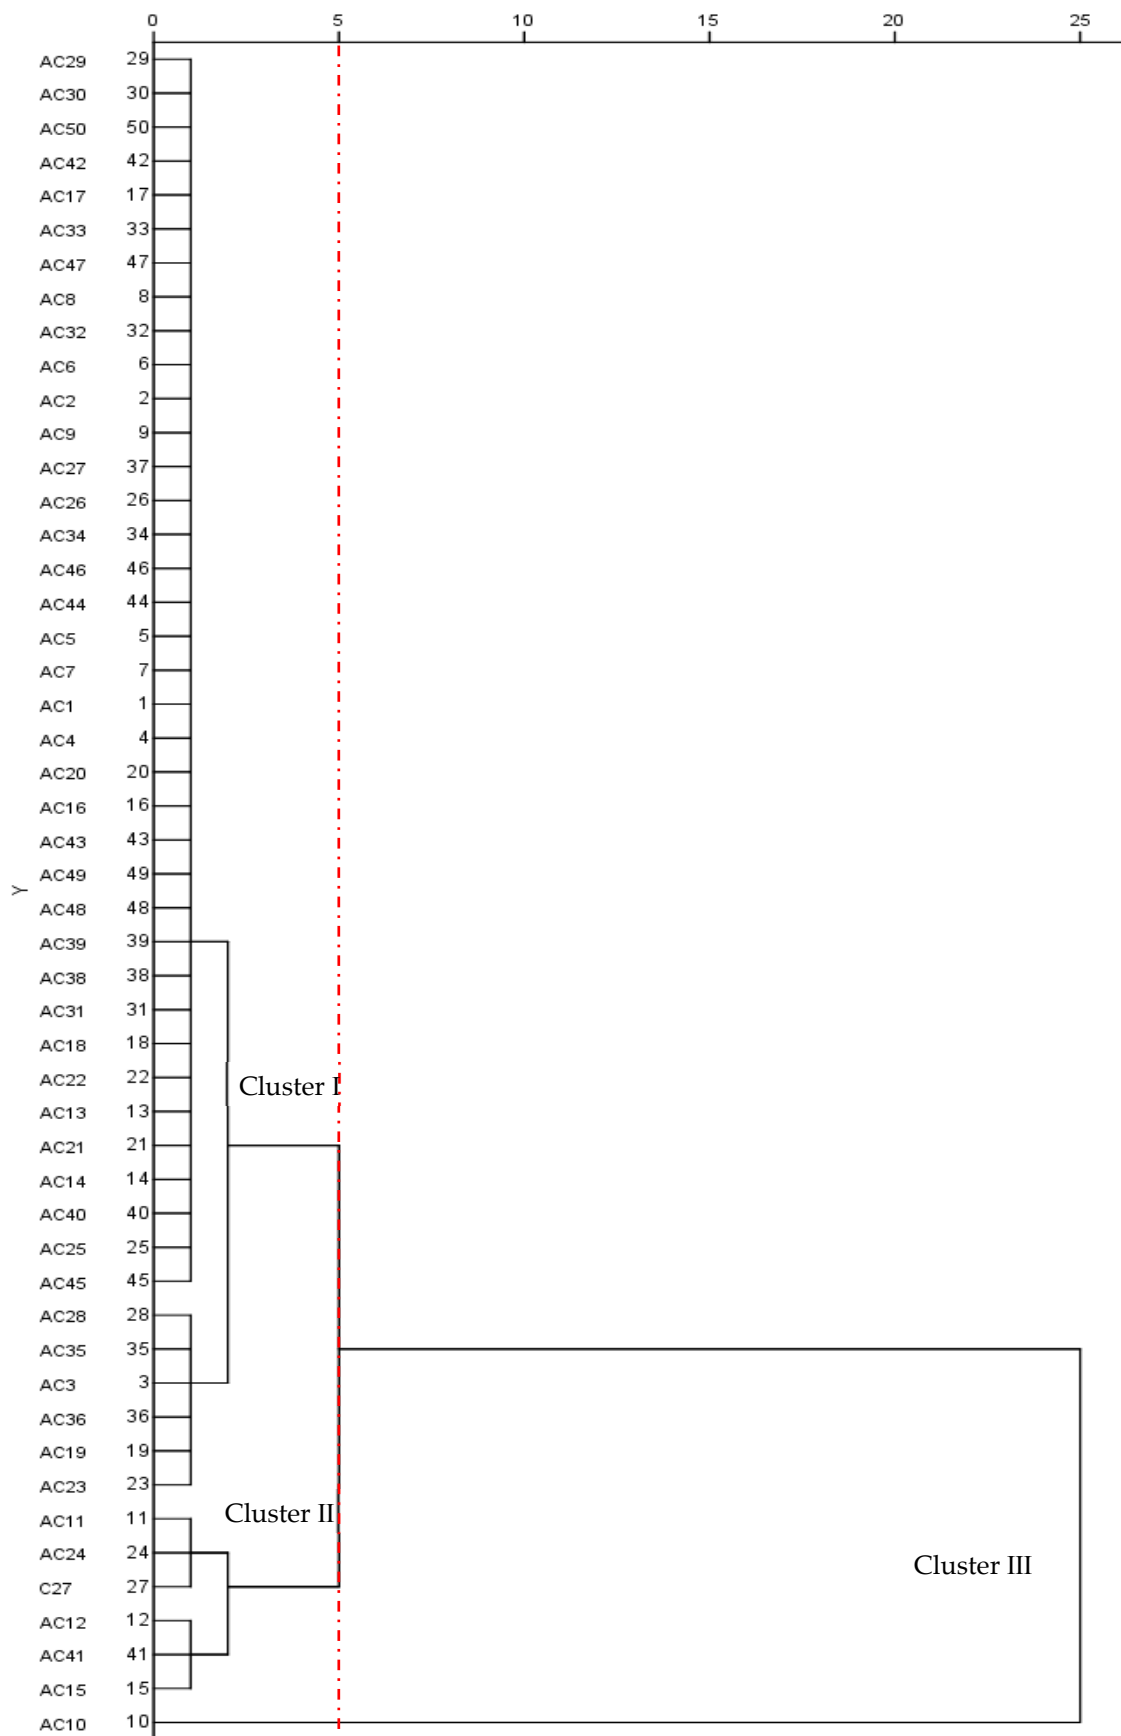 0 5 10 15 20 25
AC29 29
AC30 30
AC50 50
AC42 42
AC17 17
AC33 33
AC47 47
AC8 8
AC32 32
AC6 6
AC2 2
AC9 9
AC27 37
AC26 26
AC34 34
AC46 46
AC44 44
AC5 5
AC7 7
AC1 1
AC4 4
AC20 20
AC16 16
AC43 43
AC49 49
Y
AC48 48
AC39 39
AC38 38
AC31 31
AC18 18
AC22 22
Cluster I
AC13 13
AC21 21
AC14 14
AC40 40
AC25 25
AC45 45
AC28 28
AC35 35
AC3 3
AC36 36
AC19 19
AC23 23
Cluster II
AC11 11
AC24 24
Cluster III
C27 27
AC12 12
AC41 41
AC15 15
AC10 10